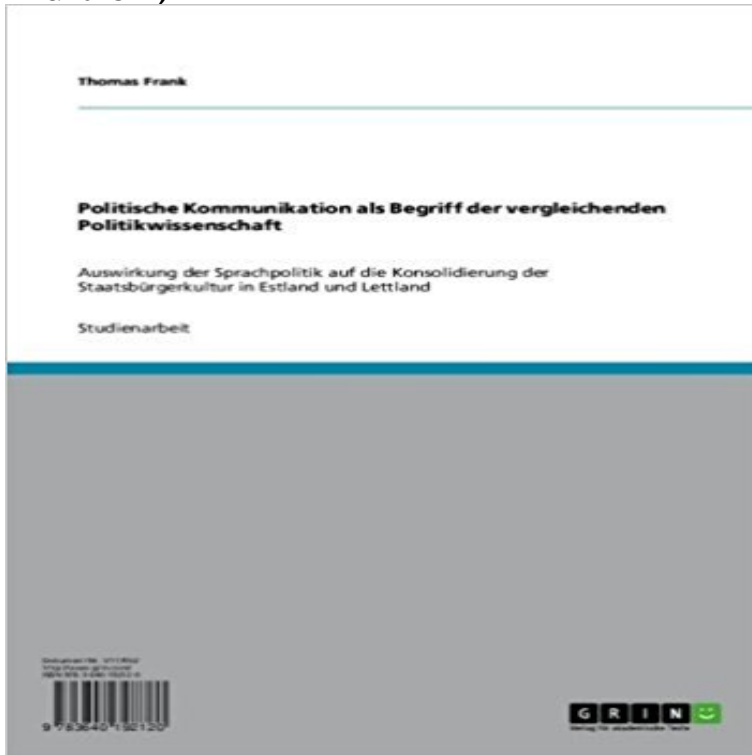 Thomas Frank
Politische Kommunikation als Begriff der vergleichenden
Politikwissenschaft
Auswirkung der Sprachpolitik auf die Konsolidierung der
Staatsbürgerkultur in Estland und Lettland
Studienarbeit
9 783640 192120
GRIN